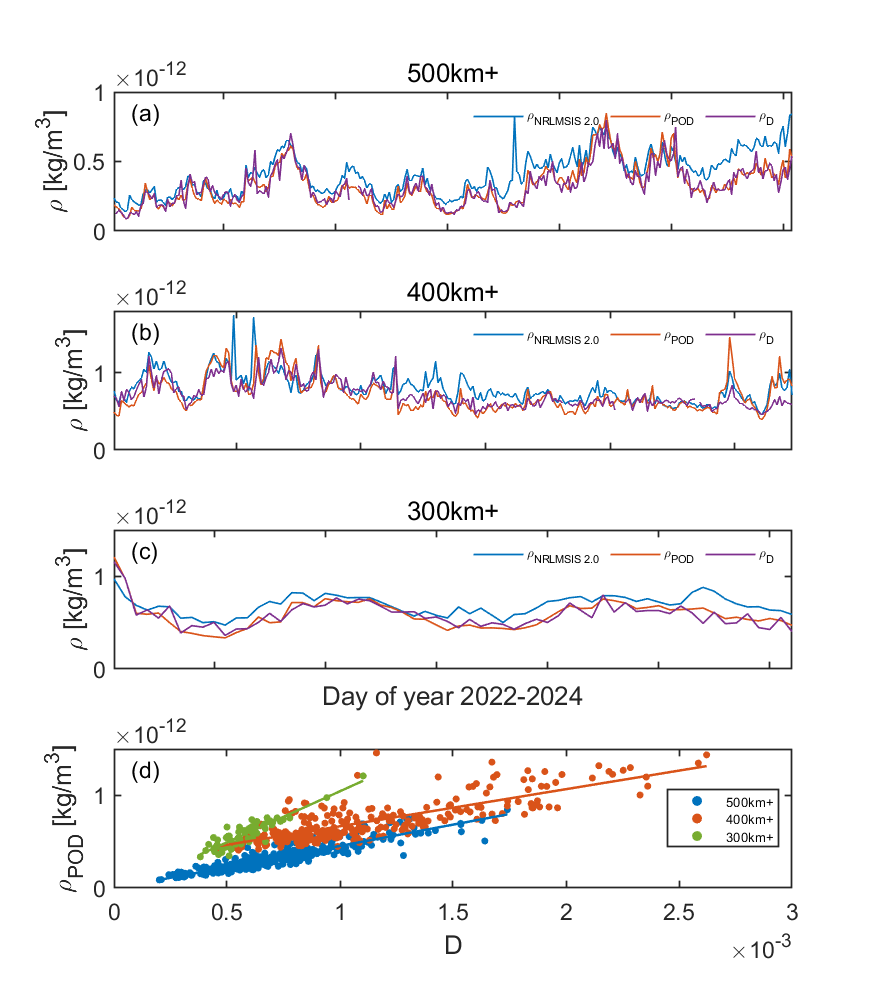 500km+
×10-12
(a)
ρNRLMSIS 2.0 ρPOD ρD
ρ [kg/m3]
1
0.5
0
400km+
×10-12
(b)
ρNRLMSIS 2.0 ρPOD ρD
ρ [kg/m3]
1
0
300km+
×10-12
(c)
ρNRLMSIS 2.0 ρPOD ρD
ρ [kg/m3]
1
0
Day of year 2022-2024
×10-12
(d)
ρPOD [kg/m3]
1
0
500km+
400km+
300km+
0 0.5 1 1.5 2 2.5 3
D
×10-3